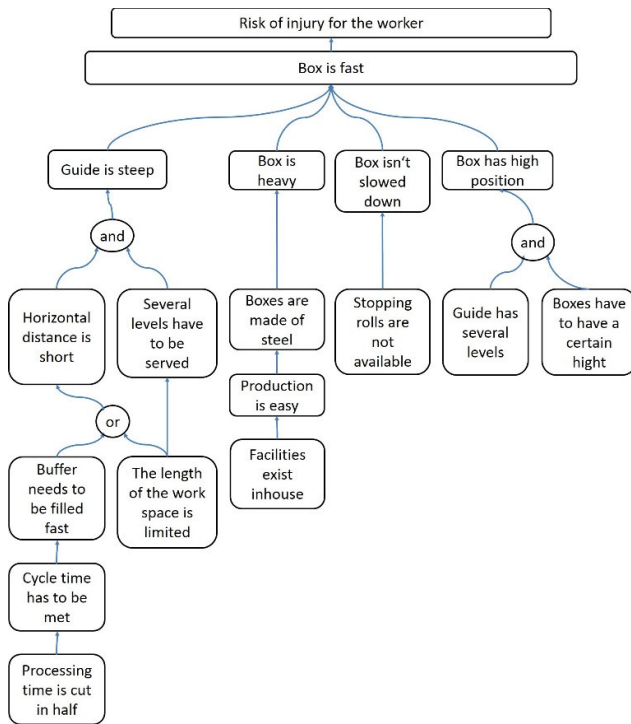 Risk of injury for the worker
Box is fast
Guide is steep
Box is
heavy
Box isn't
slowed
down
Box has high
position
and
and
Horizontal
distance is
short
Several
levels have
to be
served
Boxes are
made of
steel
Stopping
rolls are
not
available
Guide has
several
levels
Boxes have
to have a
certain hight
Production
is easy
or
Buffer
needs to
be filled
fast
The length
of the work
space is
limited
Facilities
exist
inhouse
Cycle time
has to be
met
Processing
time is cut
in half